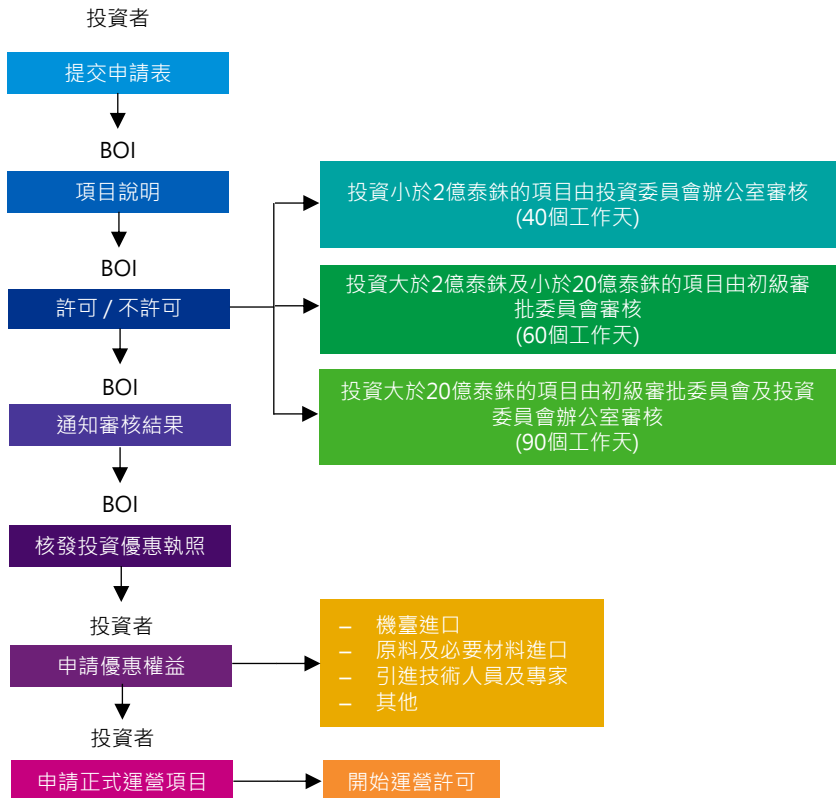 投資者
提交申請表
BOI
項目說明
投資小於2億泰銖的項目由投資委員會辦公室審核
(40個工作天)
BOI
許可 / 不許可
投資大於2億泰銖及小於20億泰銖的項目由初級審
批委員會審核
(60個工作天)
BOI
通知審核結果
投資大於20億泰銖的項目由初級審批委員會及投資
委員會辦公室審核
(90個工作天)
BOI
核發投資優惠執照
投資者
申請優惠權益
– 機臺進口
– 原料及必要材料進口
– 引進技術人員及專家
– 其他
投資者
申請正式運營項目
開始運營許可